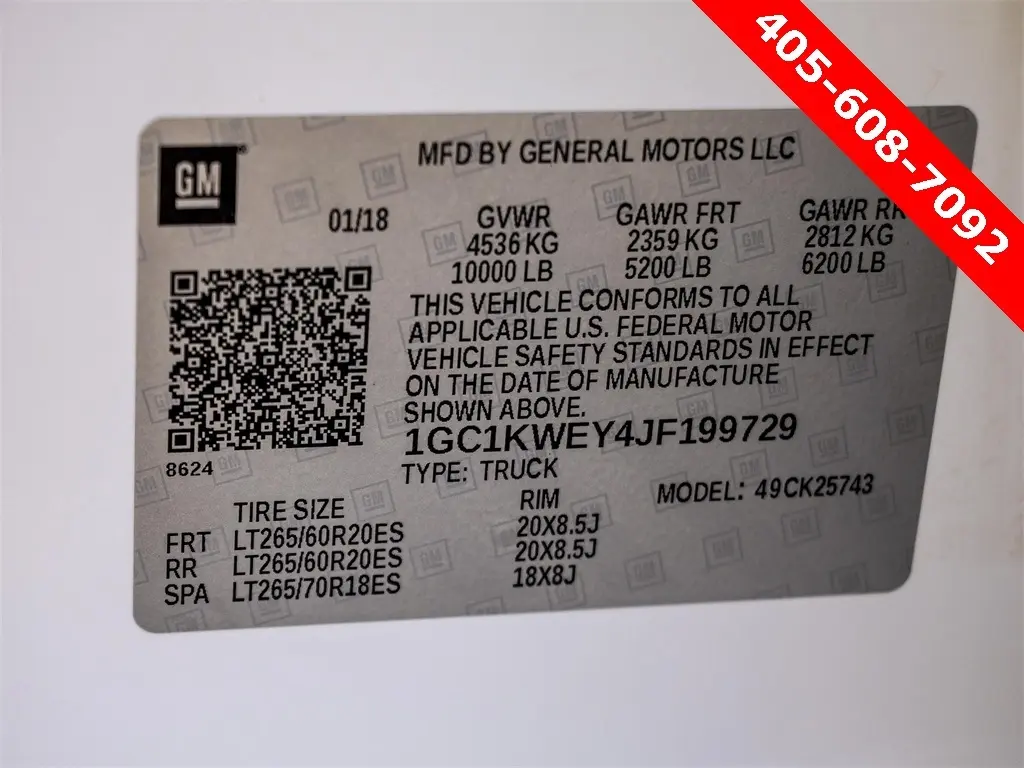 405-608-7092
GM
MFD BY GENERAL MOTORS LLC
01/18 GVWR GAWR FRT GAWR RR
4536 KG 2359 KG 2812 KG
10000 LB 5200 LB 6200 LB
THIS VEHICLE CONFORMS TO ALL
APPLICABLE U.S. FEDERAL MOTOR
VEHICLE SAFETY STANDARDS IN EFFECT
ON THE DATE OF MANUFACTURE
SHOWN ABOVE.
1GC1KWEY4JF199729
8624
TYPE: TRUCK
MODEL: 49CK25743
TIRE SIZE RIM
FRT LT265/60R20ES 20X8.5J
RR LT265/60R20ES 20X8.5J
SPA LT265/70R18ES 18X8J